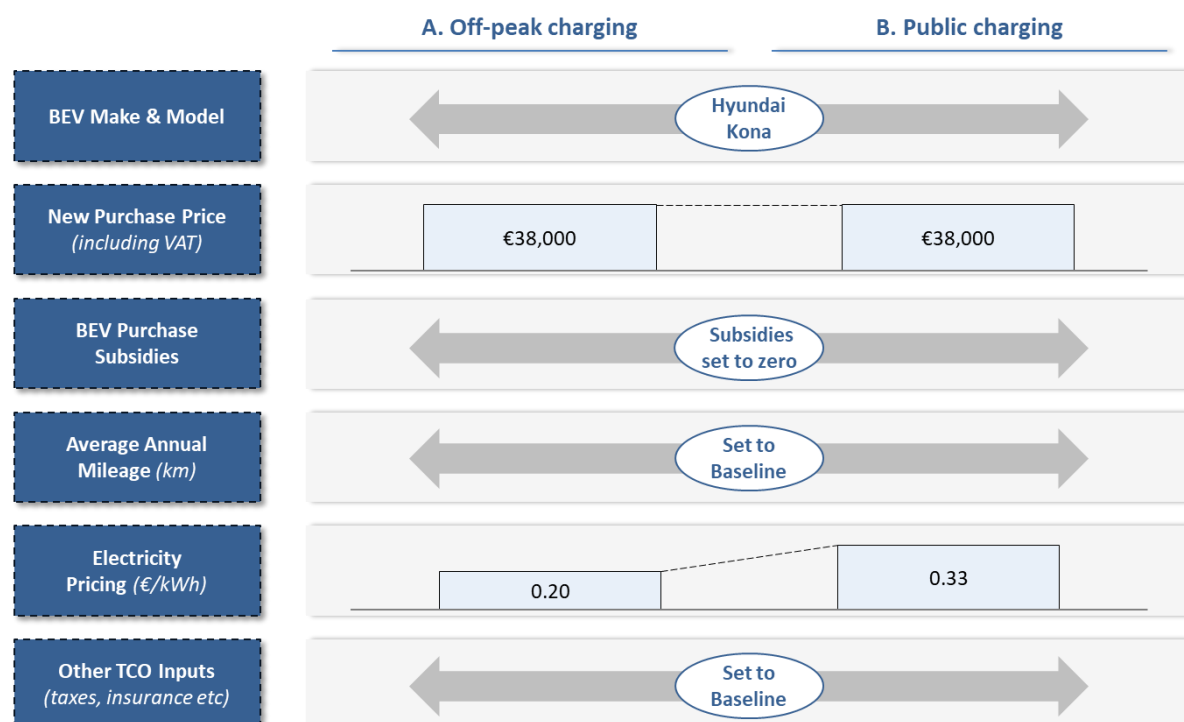 A. Off-peak charging
B. Public charging
BEV Make & Model
Hyundai
Kona
New Purchase Price
(including VAT)
€38,000
€38,000
BEV Purchase
Subsidies
Subsidies
set to zero
Average Annual
Mileage (km)
Set to
Baseline
Electricity
Pricing (€/kWh)
0.20
0.33
Other TCO Inputs
(taxes, insurance etc)
Set to
Baseline